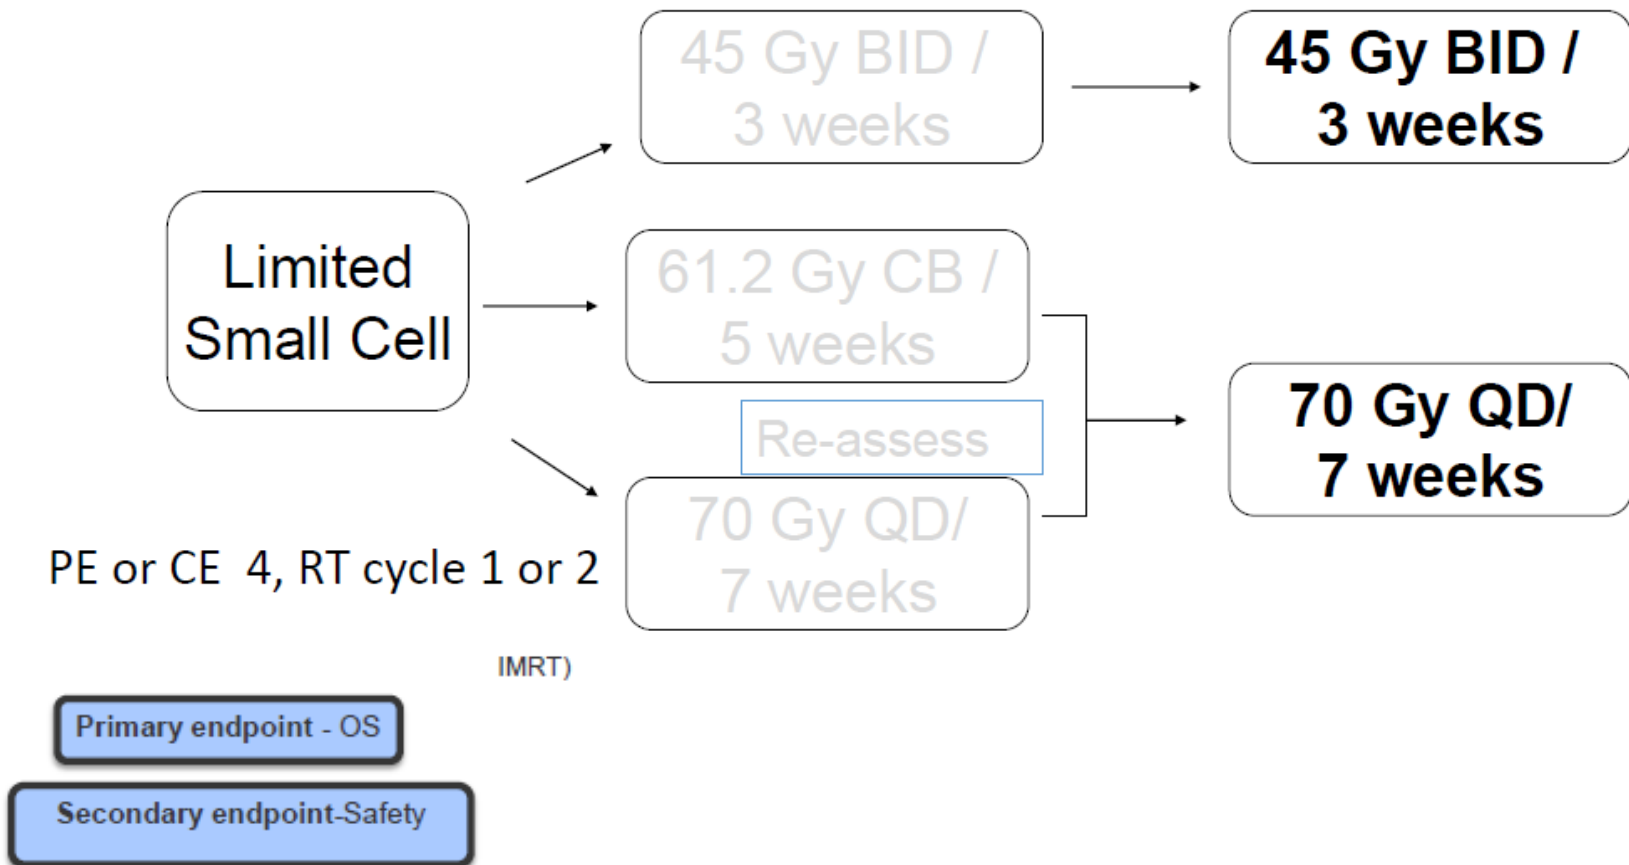 45 Gy BID /
3 weeks
45 Gy BID /
3 weeks
Limited
Small Cell
61.2 Gy CB /
5 weeks
Re-assess
70 Gy QD/
7 weeks
70 Gy QD/
7 weeks
PE or CE  4, RT cycle 1 or 2
IMRT)
Primary endpoint - OS
Secondary endpoint-Safety